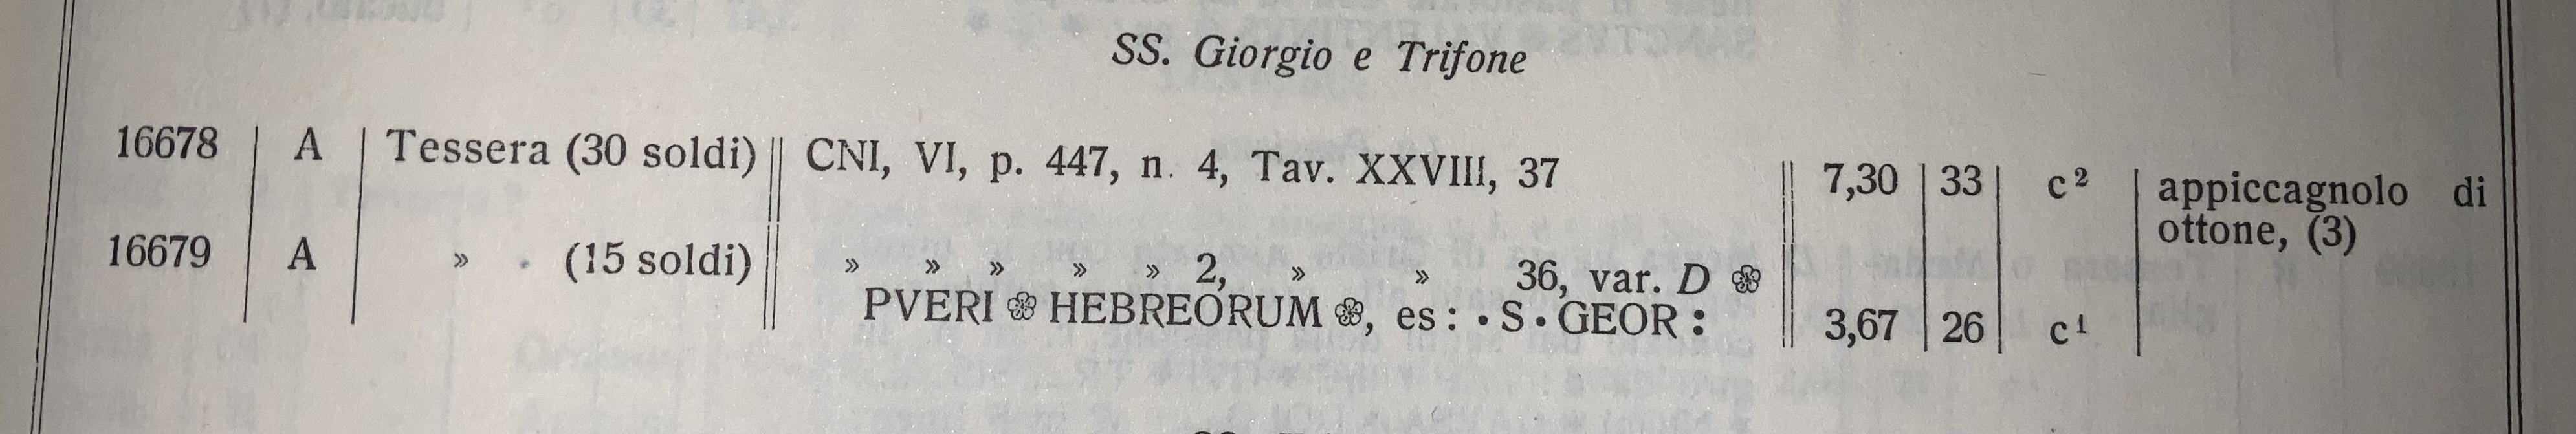 SS. Giorgio e Trifone
16678 A Tessera (30 soldi) CNI, VI, p. 447, n. 4, Tav. XXVIII, 37 7,30 33 c² appiccagnolo di
ottone, (3)
16679 A » (15 soldi) » » » » » 2, » » 36, var. D ❀
PVERI ❀ HEBREORUM ❀, es: • S • GEOR : 3,67 26 c¹